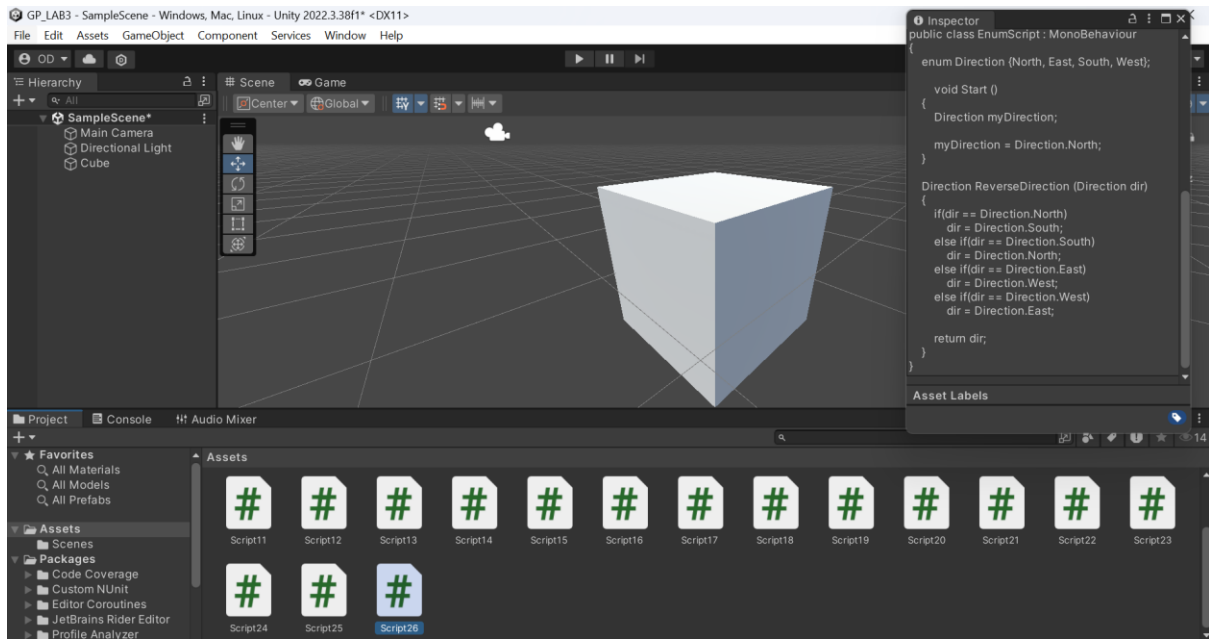 GP_LAB3 - SampleScene - Windows, Mac, Linux - Unity 2022.3.38f1* <DX11>
File Edit Assets GameObject Component Services Window Help
OD
Hierarchy
All
SampleScene*
Main Camera
Directional Light
Cube
Scene Game
Center Global
Inspector
public class EnumScript : MonoBehaviour
{
enum Direction {North, East, South, West};
void Start ()
{
Direction myDirection;
myDirection = Direction.North;
}
Direction ReverseDirection (Direction dir)
{
if(dir == Direction.North)
dir = Direction.South;
else if(dir == Direction.South)
dir = Direction.North;
else if(dir == Direction.East)
dir = Direction.West;
else if(dir == Direction.West)
dir = Direction.East;
return dir;
}
}
Asset Labels
Project Console Audio Mixer
14
Favorites
All Materials
All Models
All Prefabs
Assets
Scenes
Packages
Code Coverage
Custom NUnit
Editor Coroutines
JetBrains Rider Editor
Profile Analyzer
Assets
Script11 Script12 Script13 Script14 Script15 Script16 Script17 Script18 Script19 Script20 Script21 Script22 Script23
Script24 Script25 Script26